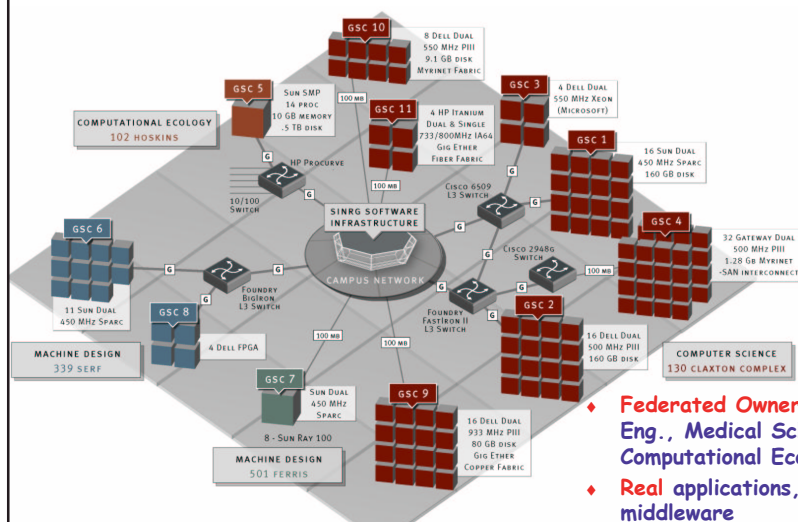 GSC 10
8 Dell Dual
550 MHz PIII
9.1 GB disk
Myrinet Fabric
GSC 5
Sun SMP
14 proc
10 GB memory
.5 TB disk
100 MB
GSC 3
4 Dell Dual
550 MHz Xeon
(Microsoft)
GSC 11
4 HP Itanium
Dual & Single
733/800MHz IA64
Gig Ether
Fiber Fabric
COMPUTATIONAL ECOLOGY
102 HOSKINS
GSC 1
16 Sun Dual
450 MHz Sparc
160 GB disk
G
G
HP Procurve
G
10/100
Switch
100 MB
Cisco 6509
L3 Switch
G
G
SINRG SOFTWARE
INFRASTRUCTURE
GSC 6
GSC 4
32 Gateway Dual
500 MHz PIII
1.28 Gb Myrinet
-SAN interconnect
G
Cisco 2948G
Switch
G
G
CAMPUS NETWORK
100 MB
Foundry
BigIron
L3 Switch
G
G
G
GSC 8
G
GSC 2
Foundry
FastIron II
L3 Switch
11 Sun Dual
450 MHz Sparc
4 Dell FPGA
100 MB
100 MB
16 Dell Dual
500 MHz PIII
160 GB disk
MACHINE DESIGN
339 SERF
COMPUTER SCIENCE
130 CLAXTON COMPLEX
GSC 7
Sun Dual
450 MHz
Sparc
GSC 9
16 Dell Dual
933 MHz PIII
80 GB disk
Gig Ether
Copper Fabric
8 - Sun Ray 100
MACHINE DESIGN
501 FERRIS
♦ Federated Owner
Eng., Medical Sc
Computational Eco
♦ Real applications,
middleware